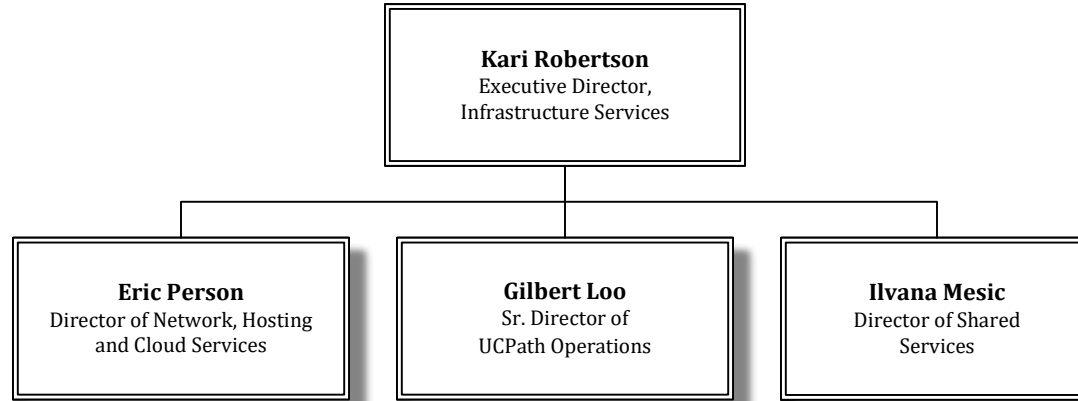 Kari Robertson
Executive Director,
Infrastructure Services
Eric Person
Director of Network, Hosting
and Cloud Services
Gilbert Loo
Sr. Director of
UCPath Operations
Ilvana Mesic
Director of Shared
Services